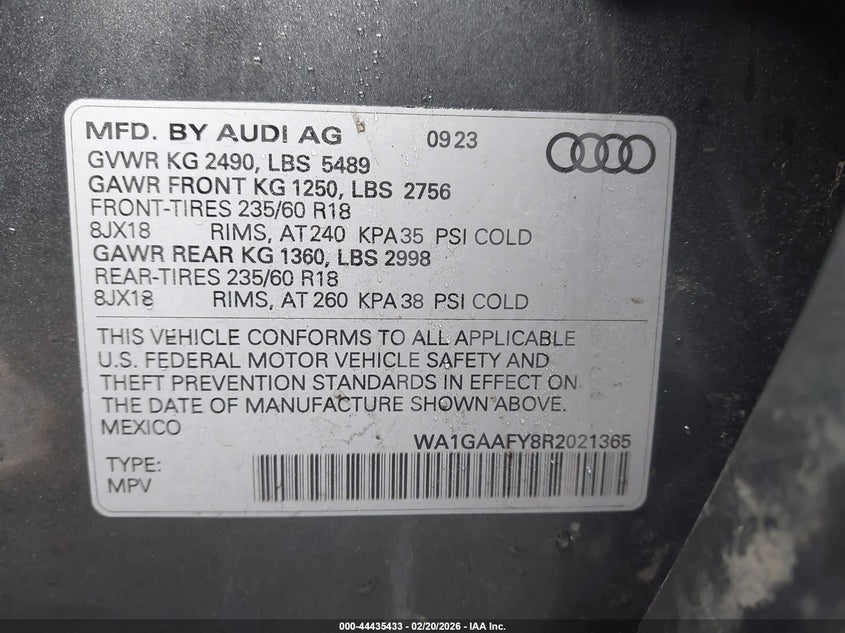 MFD. BY AUDI AG 09 23
GVWR KG 2490, LBS 5489
GAWR FRONT KG 1250, LBS 2756
FRONT-TIRES 235/60 R18
8JX18 RIMS, AT 240 KPA 35 PSI COLD
GAWR REAR KG 1360, LBS 2998
REAR-TIRES 235/60 R18
8JX18 RIMS, AT 260 KPA 38 PSI COLD
THIS VEHICLE CONFORMS TO ALL APPLICABLE
U.S. FEDERAL MOTOR VEHICLE SAFETY AND
THEFT PREVENTION STANDARDS IN EFFECT ON
THE DATE OF MANUFACTURE SHOWN ABOVE.
MEXICO
WA1GAAFY8R2021365
TYPE:
MPV
000-44435433 - 02/20/2026 - IAA Inc.